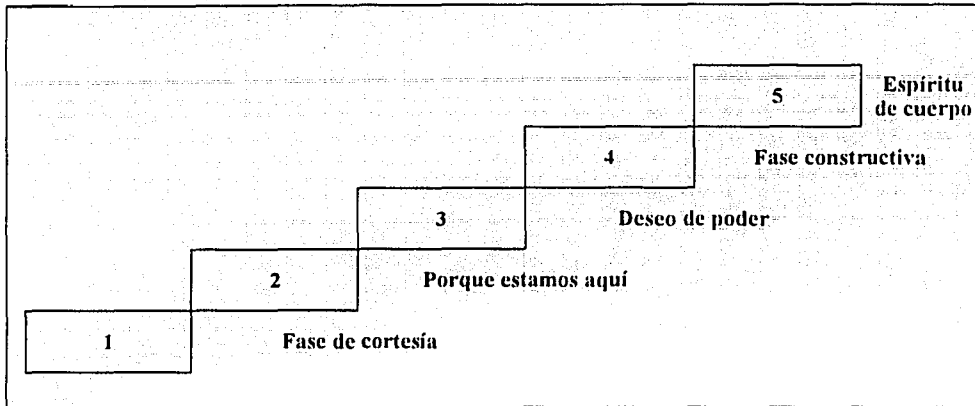 5 Espíritu
de cuerpo
4 Fase constructiva
3 Deseo de poder
2 Porque estamos aquí
1 Fase de cortesía